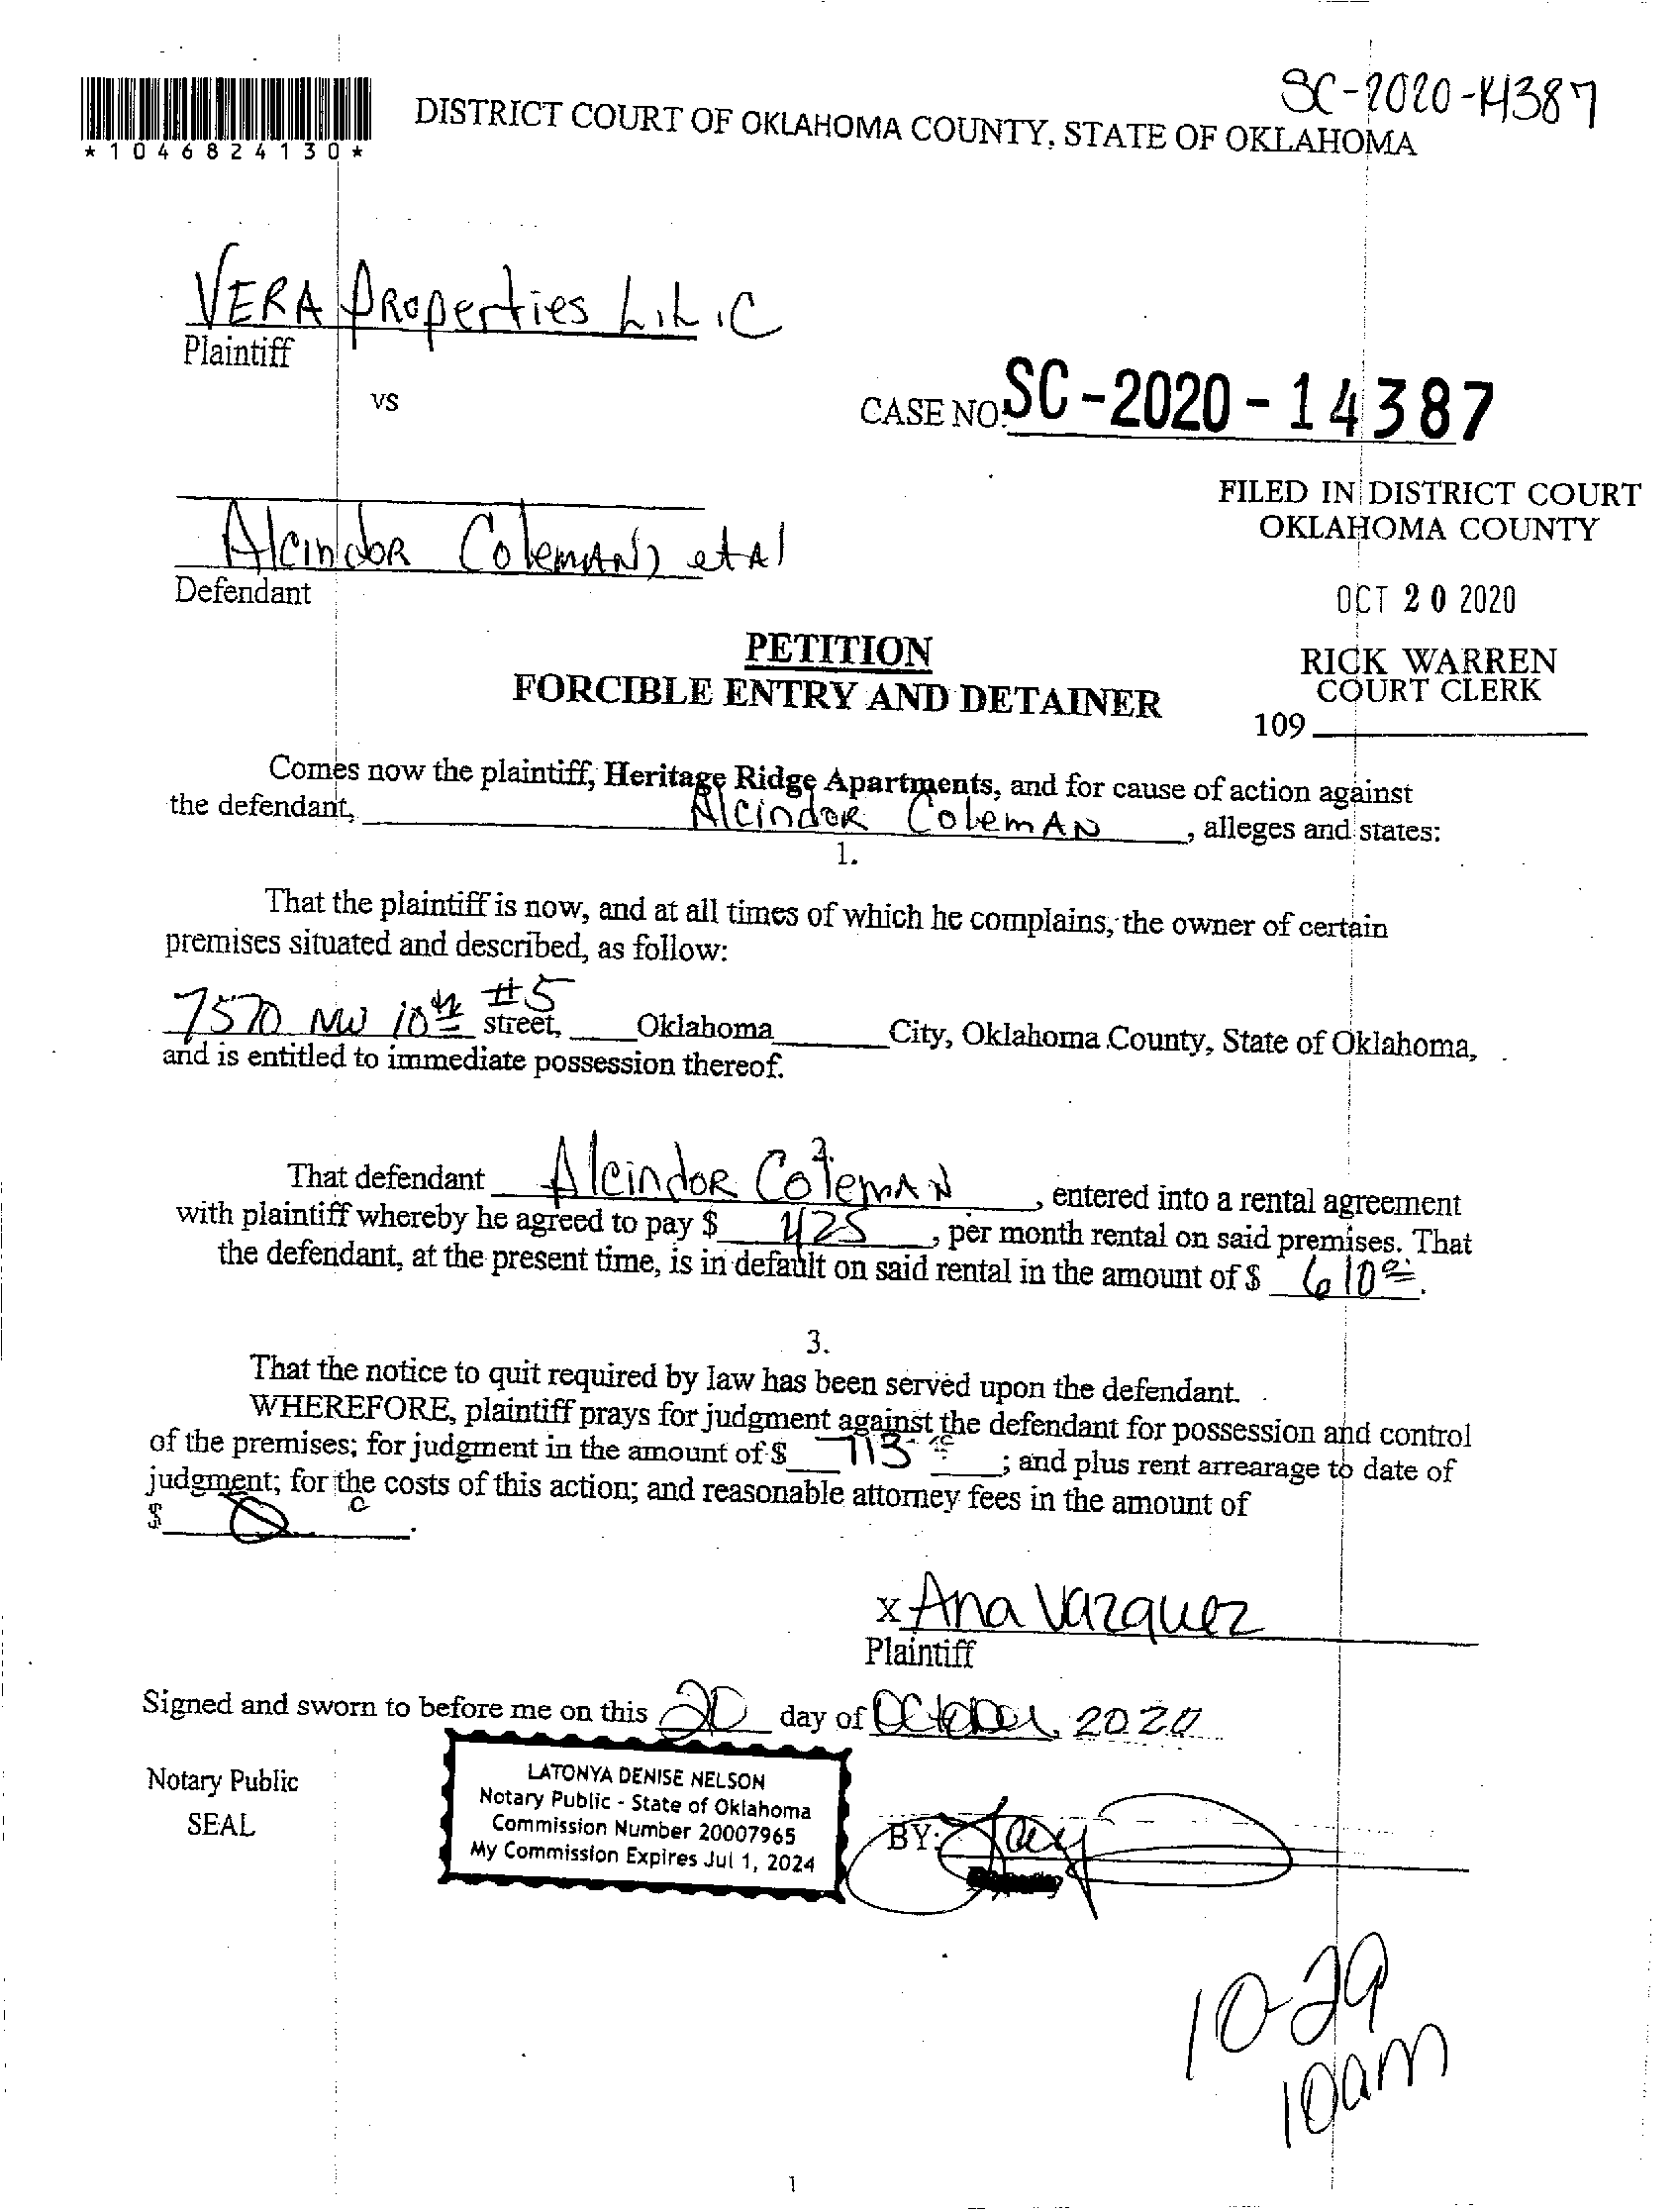 SC-2020-14387
*1046824130*
DISTRICT COURT OF OKLAHOMA COUNTY, STATE OF OKLAHOMA
VERA Properties L.L.C
Plaintiff
vs
CASE NO. SC-2020-14387
FILED IN DISTRICT COURT
OKLAHOMA COUNTY
Alcindor Coleman, et al
Defendant
OCT 20 2020
PETITION
FORCIBLE ENTRY AND DETAINER
RICK WARREN
COURT CLERK
109
Comes now the plaintiff, Heritage Ridge Apartments, and for cause of action against
the defendant, Alcindor Coleman, alleges and states:
1.
That the plaintiff is now, and at all times of which he complains, the owner of certain
premises situated and described, as follow:
7570 NW 10th #5 street, Oklahoma City, Oklahoma County, State of Oklahoma,
and is entitled to immediate possession thereof.
2.
That defendant Alcindor Coleman, entered into a rental agreement
with plaintiff whereby he agreed to pay $ 425, per month rental on said premises. That
the defendant, at the present time, is in default on said rental in the amount of $ 610.
3.
That the notice to quit required by law has been served upon the defendant.
WHEREFORE, plaintiff prays for judgment against the defendant for possession and control
of the premises; for judgment in the amount of $ 713; and plus rent arrearage to date of
judgment; for the costs of this action; and reasonable attorney fees in the amount of
$ 0.
x Ana Vazquez
Plaintiff
Signed and sworn to before me on this 20 day of October 2020
Notary Public
SEAL
LATONYA DENISE NELSON
Notary Public - State of Oklahoma
Commission Number 20007965
My Commission Expires Jul 1, 2024
BY:
10-29
10am
1